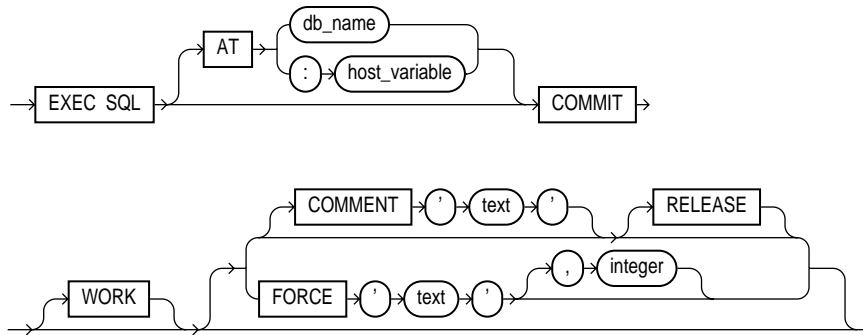 db_name
AT
: host_variable
EXEC SQL COMMIT
COMMENT ’ text ’ RELEASE
, integer
WORK FORCE ’ text ’